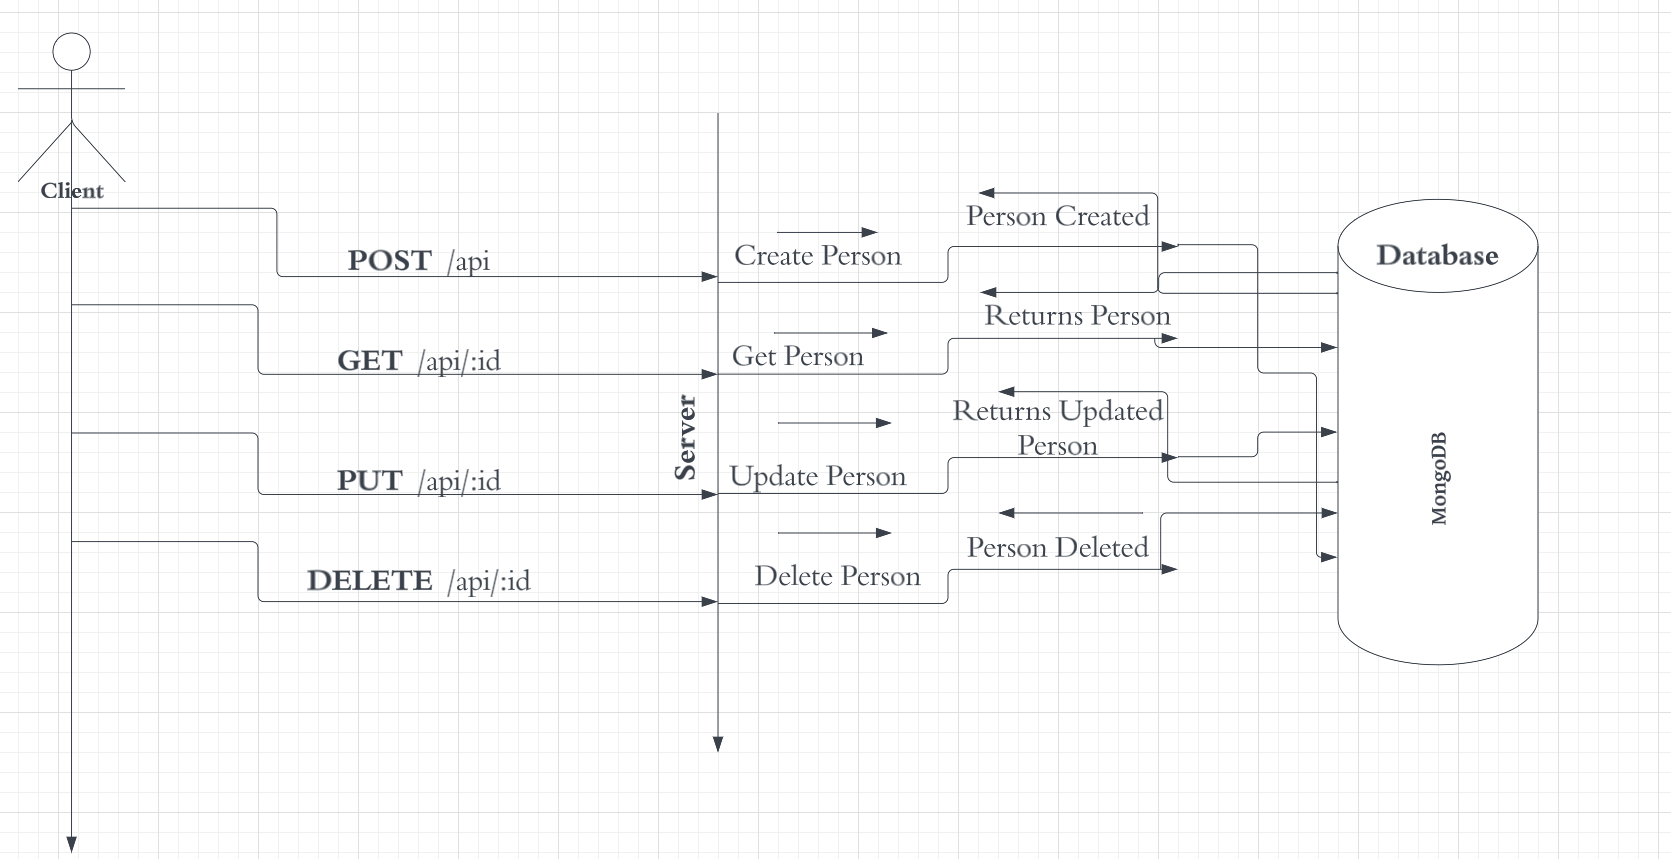 Client
Person Created
Database
POST /api
Create Person
Returns Person
GET /api/:id
Get Person
Server
Returns Updated
Person
MongoDB
PUT /api/:id
Update Person
Person Deleted
DELETE /api/:id
Delete Person